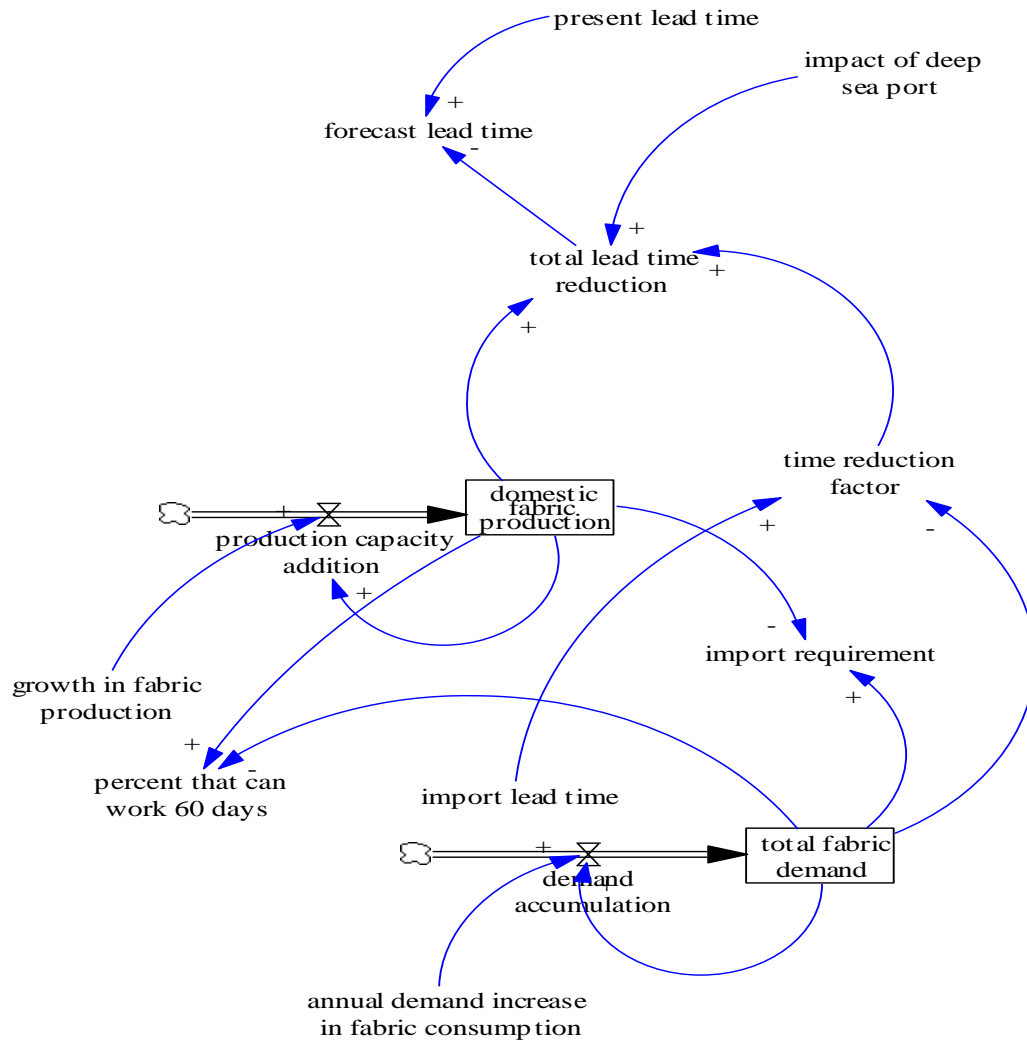 present lead time
impact of deep
sea port
+
forecast lead time
-
+
total lead time
reduction
+
+
time reduction
factor
domestic
fabric
production
+
production capacity
addition
+
+
-
-
import requirement
+
growth in fabric
production
+
-
percent that can
work 60 days
import lead time
total fabric
demand
+
+
demand
accumulation
annual demand increase
in fabric consumption